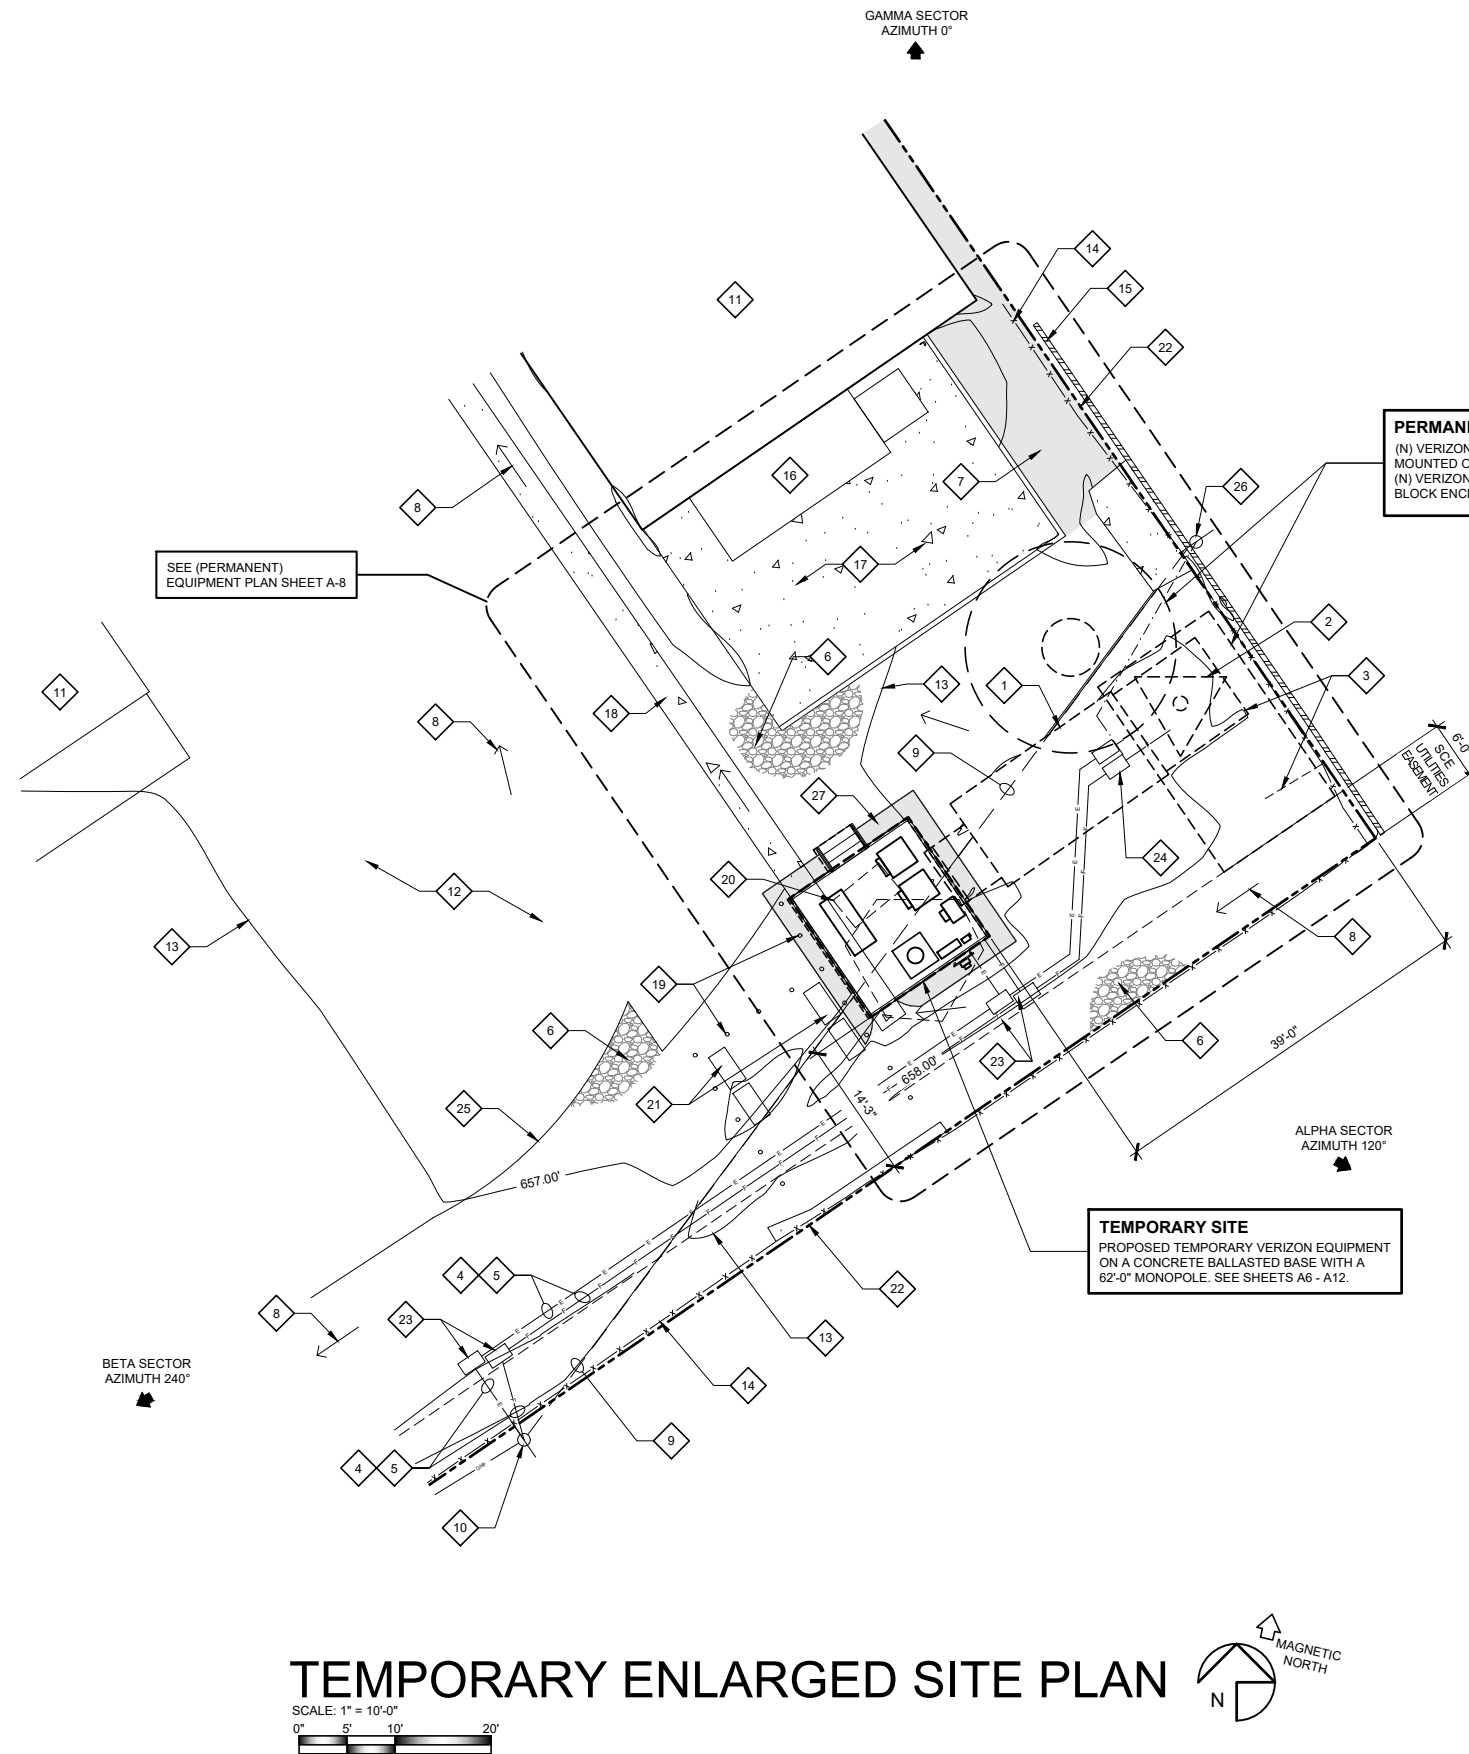 GAMMA SECTOR
AZIMUTH 0°
14
15
11
22
PERMAN
(N) VERIZON
MOUNTED O
(N) VERIZON
BLOCK ENC
16
7
26
8
SEE (PERMANENT)
EQUIPMENT PLAN SHEET A-8
17
2
6
13
1
3
11
18
8
9
6'-0
SCE
UTILITIES
EASEMENT
27
24
20
12
13
8
19
6
23
6
658.00'
39'-0"
21
14'-3"
25
ALPHA SECTOR
AZIMUTH 120°
657.00'
TEMPORARY SITE
PROPOSED TEMPORARY VERIZON EQUIPMENT
ON A CONCRETE BALLASTED BASE WITH A
62'-0" MONOPOLE. SEE SHEETS A6 - A12.
4 5
22
8
23
13
BETA SECTOR
AZIMUTH 240°
14
9
4 5
10
MAGNETIC
NORTH
N
TEMPORARY ENLARGED SITE PLAN
SCALE: 1" = 10'-0"
0" 5' 10' 20'